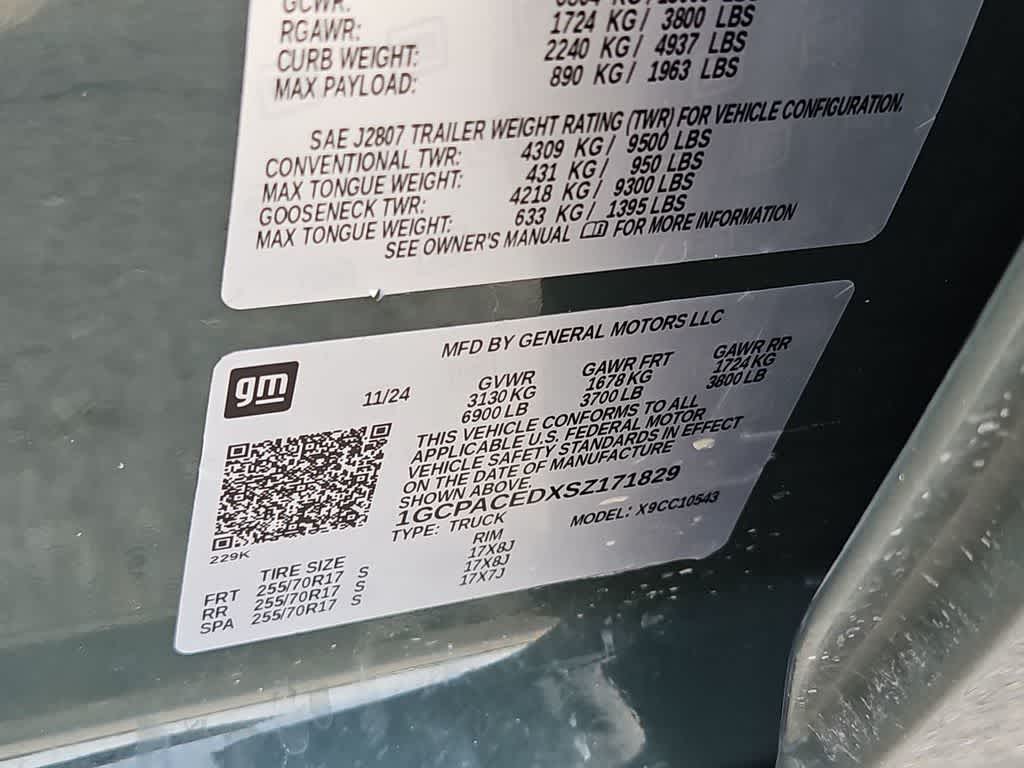 GCWR:
RGAWR: 1724 KG/ 3800 LBS
CURB WEIGHT: 2240 KG/ 4937 LBS
MAX PAYLOAD: 890 KG/ 1963 LBS
SAE J2807 TRAILER WEIGHT RATING (TWR) FOR VEHICLE CONFIGURATION.
CONVENTIONAL TWR: 4309 KG/ 9500 LBS
MAX TONGUE WEIGHT: 431 KG/ 950 LBS
GOOSENECK TWR: 4218 KG/ 9300 LBS
MAX TONGUE WEIGHT: 633 KG/ 1395 LBS
SEE OWNER'S MANUAL FOR MORE INFORMATION
MFD BY GENERAL MOTORS LLC
gm
11/24
GVWR GAWR FRT GAWR RR
3130 KG 1678 KG 1724 KG
6900 LB 3700 LB 3800 LB
THIS VEHICLE CONFORMS TO ALL
APPLICABLE U.S. FEDERAL MOTOR
VEHICLE SAFETY STANDARDS IN EFFECT
ON THE DATE OF MANUFACTURE
SHOWN ABOVE.
1GCPACEDXSZ171829
TYPE: TRUCK MODEL: X9CC10543
229K
TIRE SIZE RIM
FRT 255/70R17 S 17X8J
RR 255/70R17 S 17X8J
SPA 255/70R17 S 17X7J